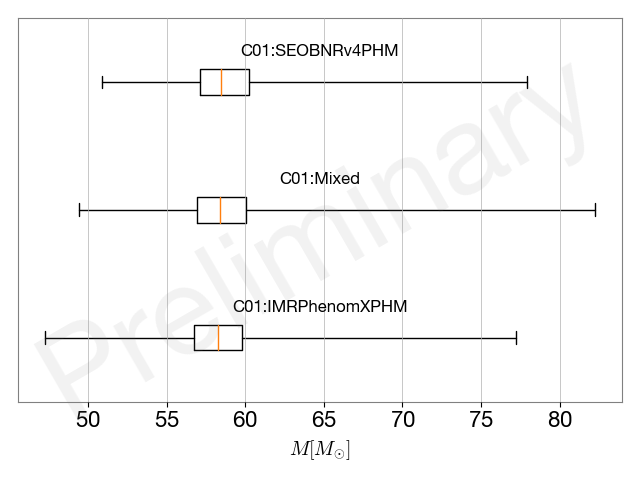 C01:SEOBNRv4PHM
C01:Mixed
C01:IMRPhenomXPHM
Preliminary
50 55 60 65 70 75 80
M[M⊙]